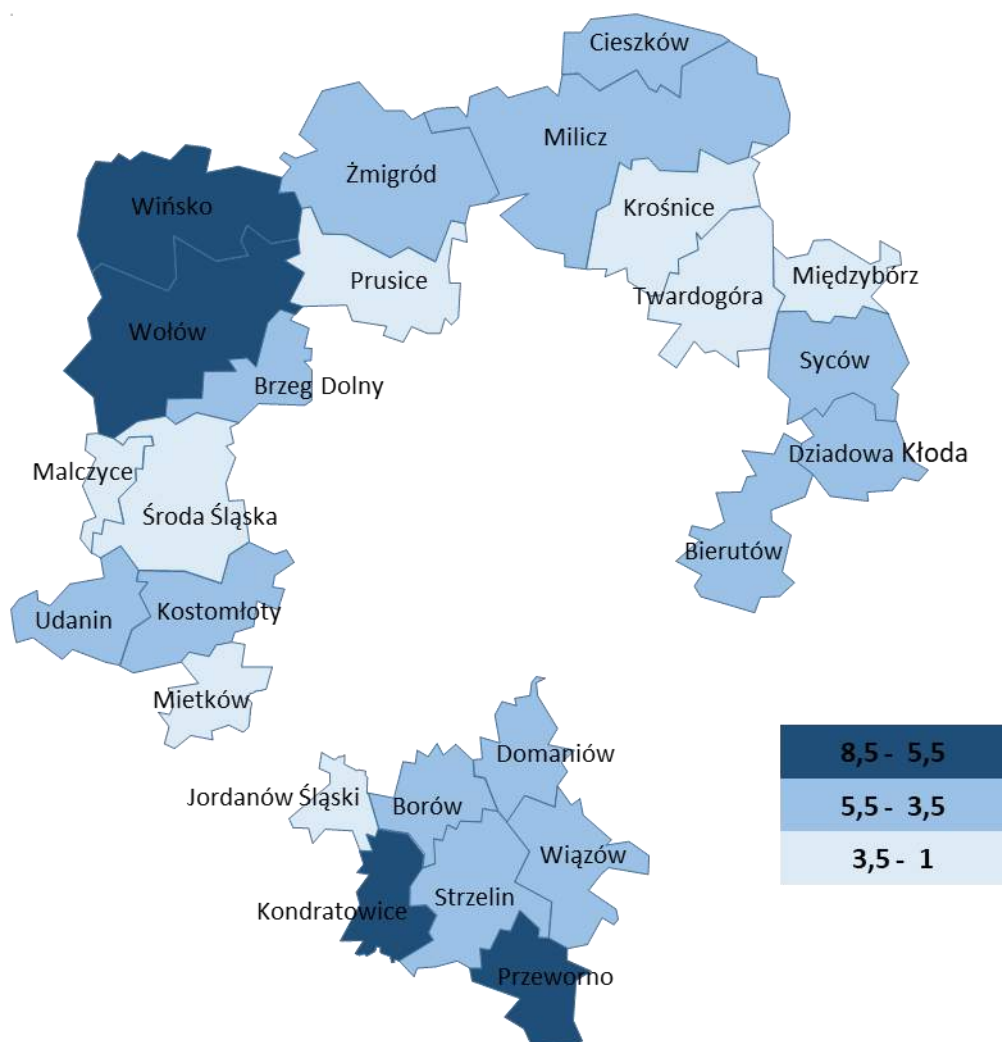 Cieszków
Milicz
Żmigród
Wińsko
Krośnice
Prusice
Międzybórz
Twardogóra
Wołów
Syców
Brzeg Dolny
Dziadowa Kłoda
Malczyce
Środa Śląska
Bierutów
Udanin
Kostomłoty
Mietków
Domaniów
Jordanów Śląski
Borów
Wiązów
Strzelin
Kondratowice
Przeworno
8,5 - 5,5
5,5 - 3,5
3,5 - 1